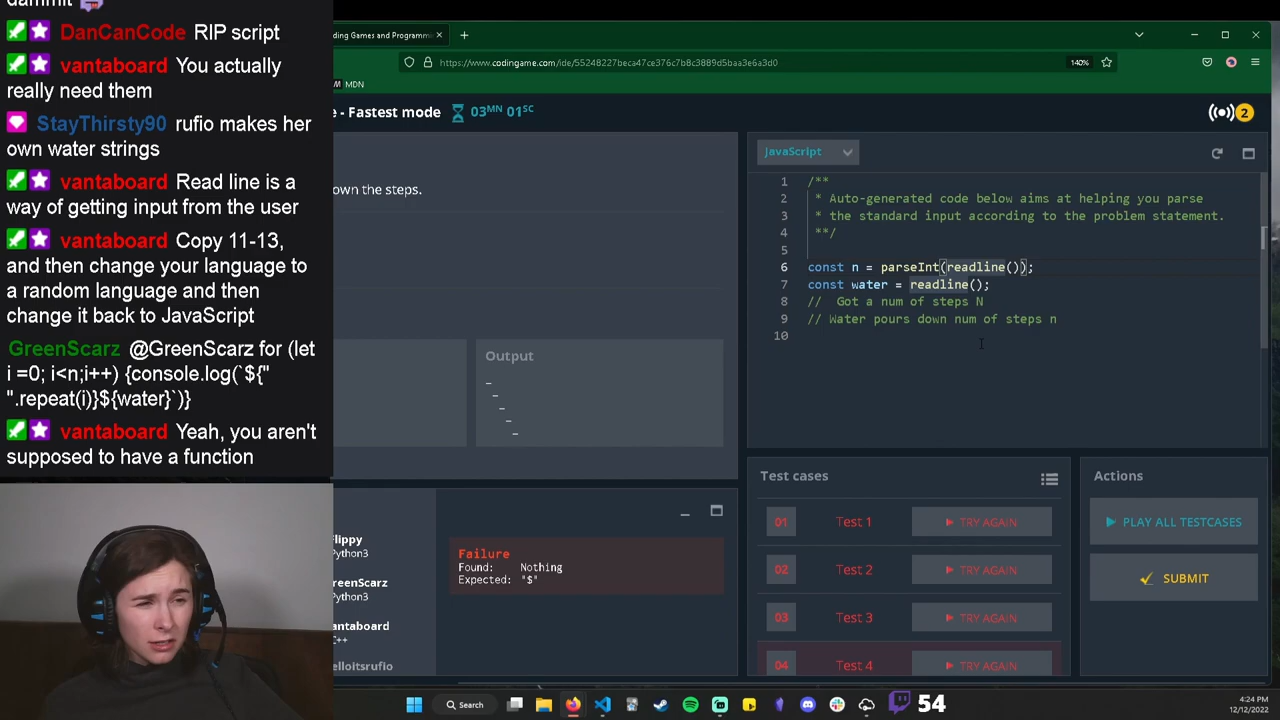 dammit
DanCanCode RIP script
vantaboard You actually
really need them
StayThirsty90 rufio makes her
own water strings
vantaboard Read line is a
way of getting input from the user
vantaboard Copy 11-13,
and then change your language to
a random language and then
change it back to JavaScript
GreenScarz @GreenScarz for (let
i =0; i<n;i++) {console.log(`${"
".repeat(i)}${water}`)}
vantaboard Yeah, you aren't
supposed to have a function
ding Games and Programm
https://www.codingame.com/ide/55248227beca47ce376c7b8c3889d5baa3e6a3d0
140%
MDN
e - Fastest mode 03MN 01SC
2
own the steps.
Output
–
–
–
–
–
JavaScript
1 /**
2 * Auto-generated code below aims at helping you parse
3 * the standard input according to the problem statement.
4 **/
5
6 const n = parseInt(readline());
7 const water = readline();
8 // Got a num of steps N
9 // Water pours down num of steps n
10
Flippy
Python3
reenScarz
Python3
antaboard
C++
elloitsrufio
Failure
Found: Nothing
Expected: "$"
Test cases
01 Test 1 TRY AGAIN
02 Test 2 TRY AGAIN
03 Test 3 TRY AGAIN
04 Test 4 TRY AGAIN
Actions
PLAY ALL TESTCASES
SUBMIT
Search
54
4:24 PM
12/12/2022